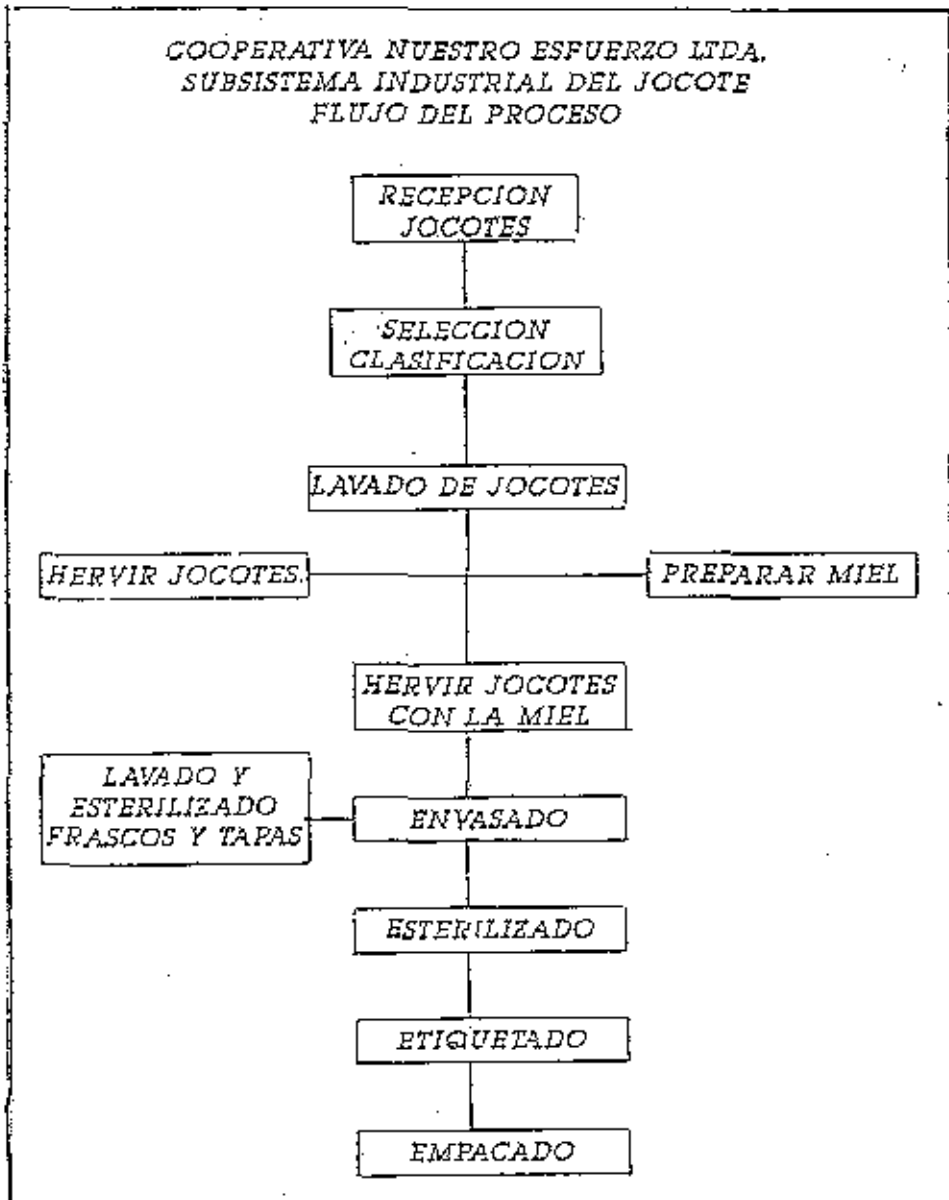 COOPERATIVA NUESTRO ESFUERZO LTDA.
SUBSISTEMA INDUSTRIAL DEL JOCOTE
FLUJO DEL PROCESO
RECEPCION
JOCOTES
SELECCION
CLASIFICACION
LAVADO DE JOCOTES
HERVIR JOCOTES.
PREPARAR MIEL
HERVIR JOCOTES
CON LA MIEL
LAVADO Y
ESTERILIZADO
FRASCOS Y TAPAS
ENVASADO
ESTERILIZADO
ETIQUETADO
EMPACADO